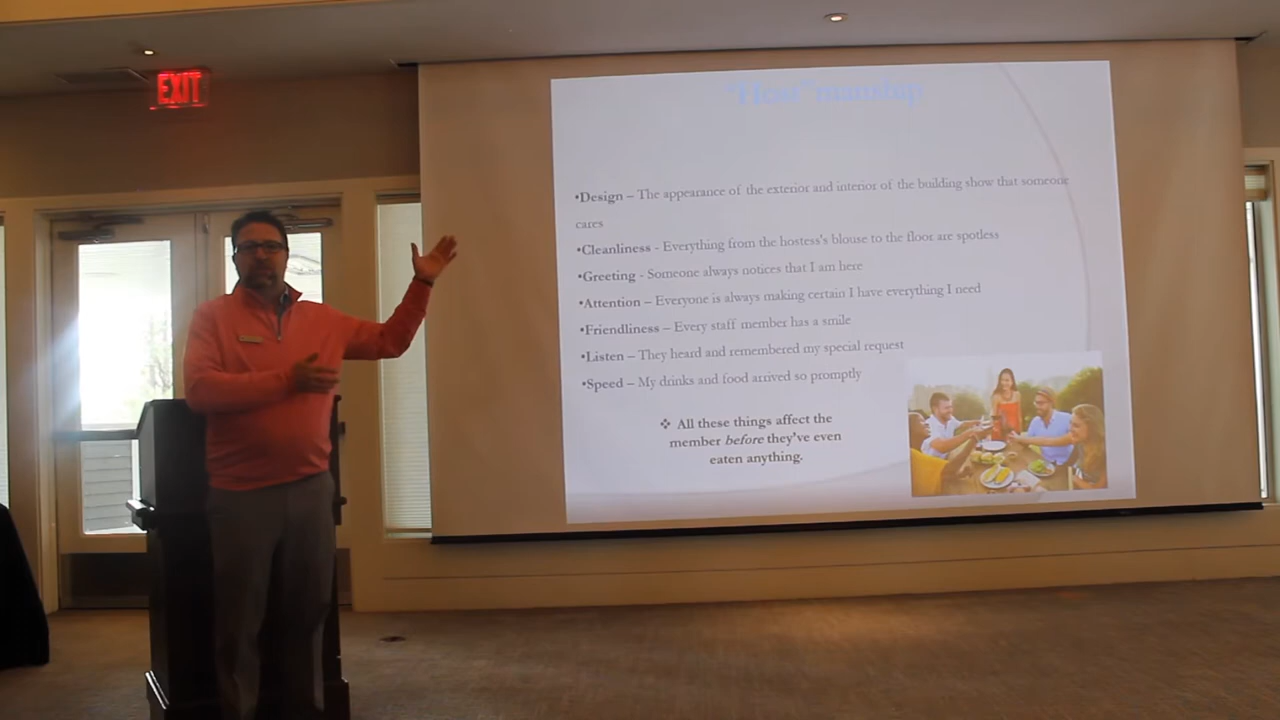 EXIT
"Host"manship
•Design – The appearance of the exterior and interior of the building show that someone
cares
•Cleanliness - Everything from the hostess's blouse to the floor are spotless
•Greeting - Someone always notices that I am here
•Attention – Everyone is always making certain I have everything I need
•Friendliness – Every staff member has a smile
•Listen – They heard and remembered my special request
•Speed – My drinks and food arrived so promptly
❖ All these things affect the
member before they've even
eaten anything.